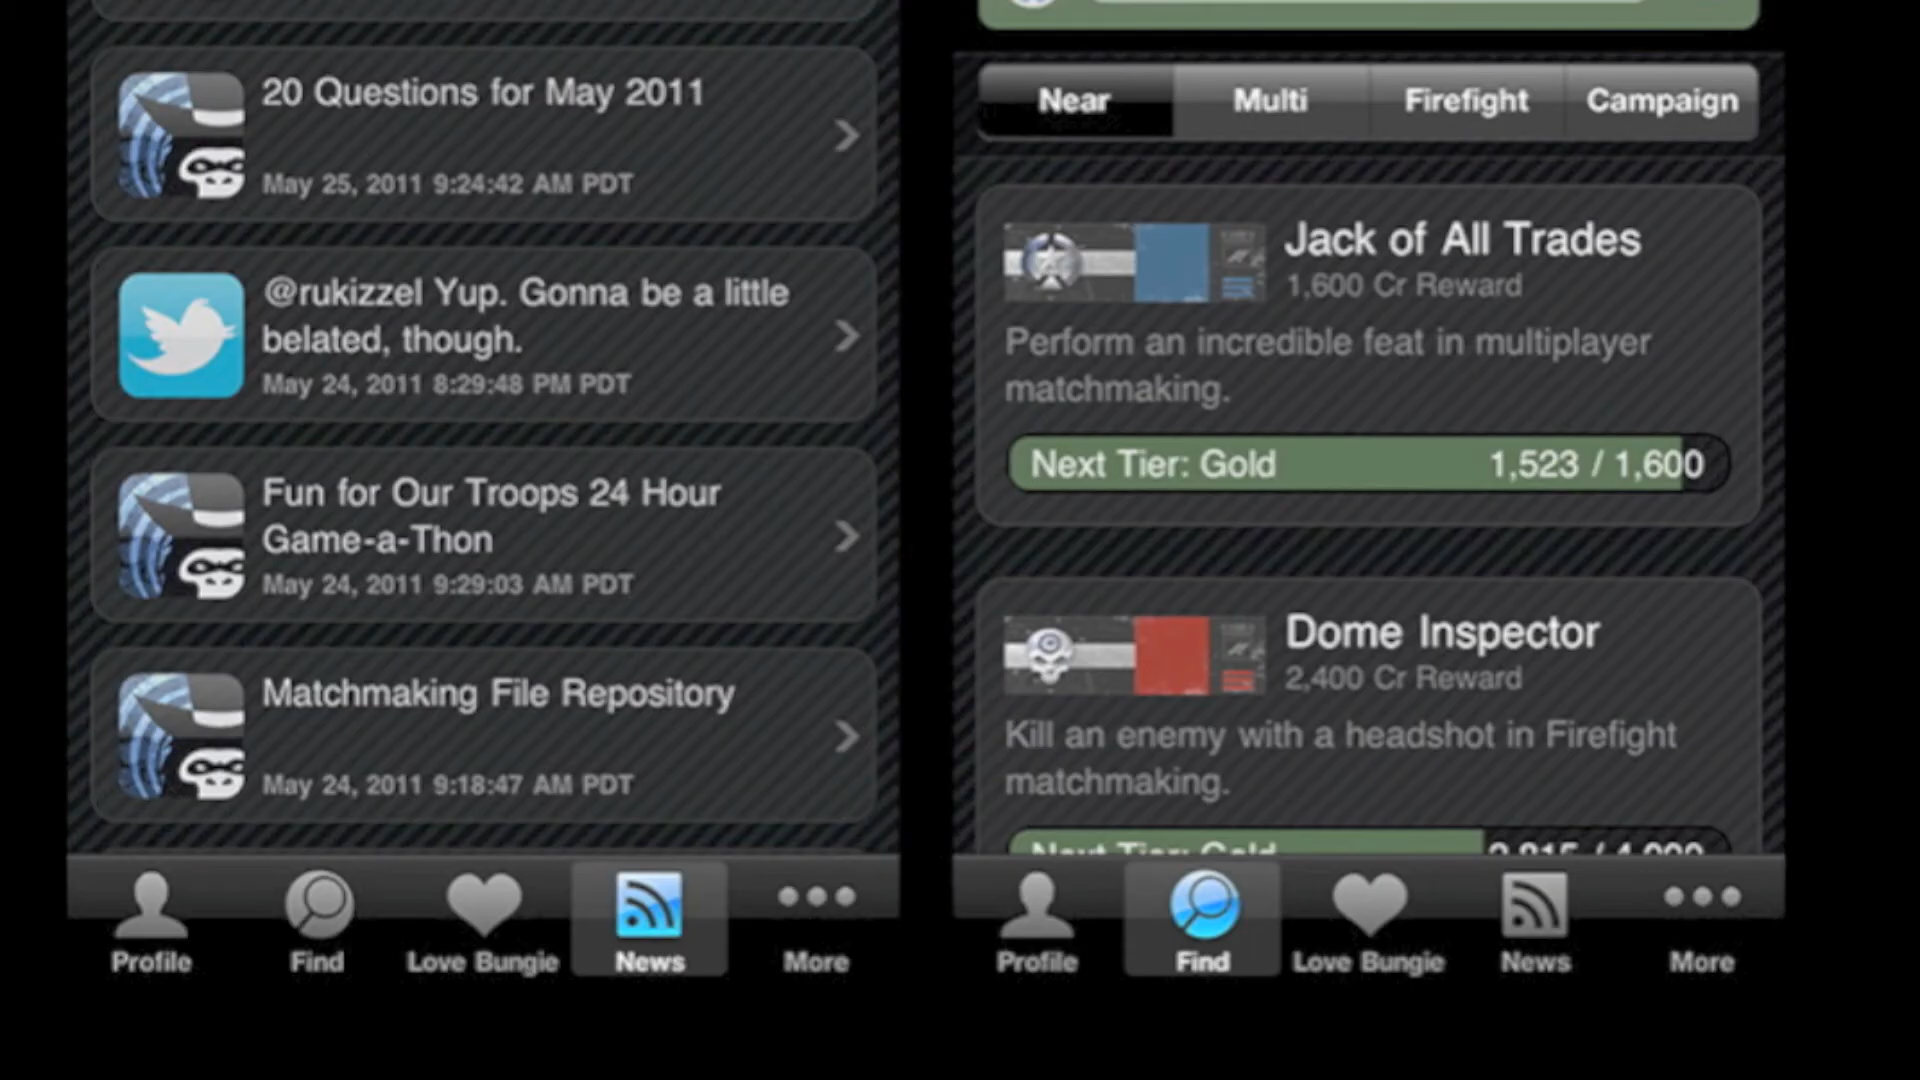 20 Questions for May 2011
May 25, 2011 9:24:42 AM PDT
@rukizzel Yup. Gonna be a little
belated, though.
May 24, 2011 8:29:48 PM PDT
Fun for Our Troops 24 Hour
Game-a-Thon
May 24, 2011 9:29:03 AM PDT
Matchmaking File Repository
May 24, 2011 9:18:47 AM PDT
Profile
Find
Love Bungie
News
More
Near
Multi
Firefight
Campaign
Jack of All Trades
1,600 Cr Reward
Perform an incredible feat in multiplayer
matchmaking.
Next Tier: Gold
1,523 / 1,600
Dome Inspector
2,400 Cr Reward
Kill an enemy with a headshot in Firefight
matchmaking.
Next Tier: Gold
Profile
Find
Love Bungie
News
More